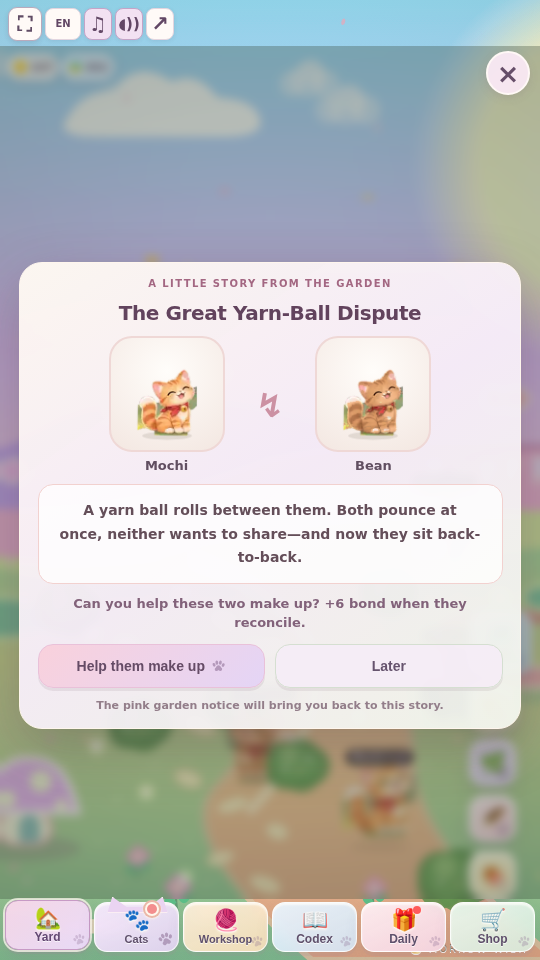 EN
A LITTLE STORY FROM THE GARDEN
The Great Yarn-Ball Dispute
Mochi
Bean
A yarn ball rolls between them. Both pounce at
once, neither wants to share—and now they sit back-
to-back.
Can you help these two make up? +6 bond when they
reconcile.
Help them make up
Later
The pink garden notice will bring you back to this story.
Yard
Cats
Workshop
Codex
Daily
Shop